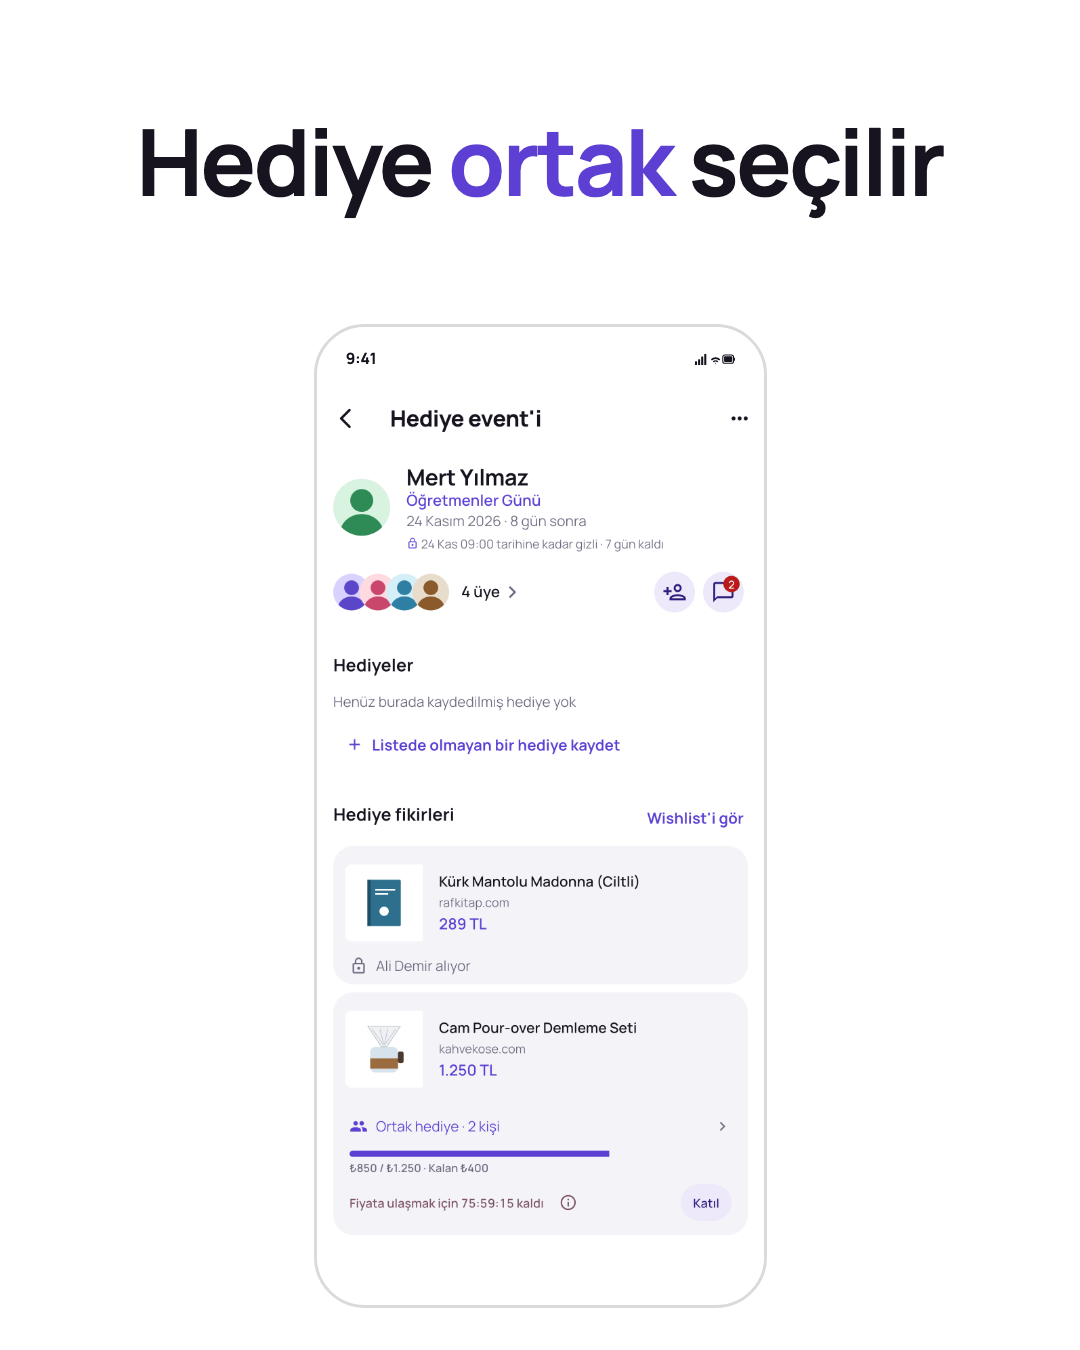 Hediye ortak seçilir
9:41
Hediye event'i
Mert Yılmaz
Öğretmenler Günü
24 Kasım 2026 · 8 gün sonra
24 Kas 09:00 tarihine kadar gizli · 7 gün kaldı
4 üye
2
Hediyeler
Henüz burada kaydedilmiş hediye yok
+ Listede olmayan bir hediye kaydet
Hediye fikirleri
Wishlist'i gör
Kürk Mantolu Madonna (Ciltli)
rafkitap.com
289 TL
Ali Demir alıyor
Cam Pour-over Demleme Seti
kahvekose.com
1.250 TL
Ortak hediye · 2 kişi
₺850 / ₺1.250 · Kalan ₺400
Fiyata ulaşmak için 75:59:15 kaldı
Katıl